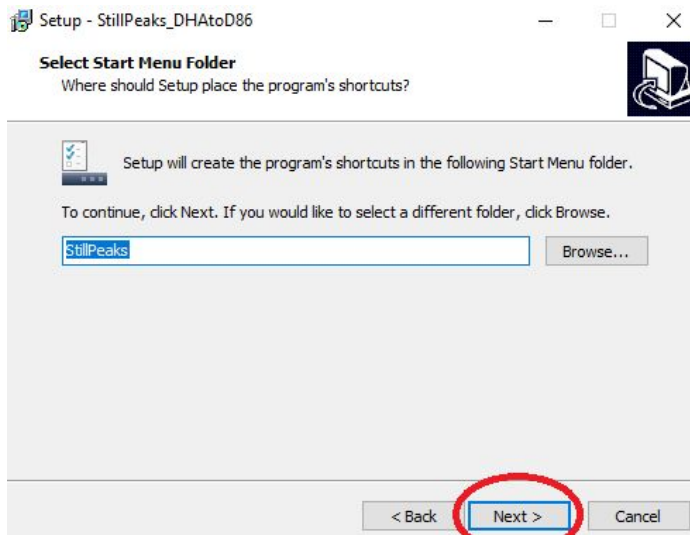 Setup - StillPeaks_DHAtoD86
Select Start Menu Folder
Where should Setup place the program's shortcuts?
Setup will create the program's shortcuts in the following Start Menu folder.
To continue, click Next. If you would like to select a different folder, click Browse.
StillPeaks
Browse...
< Back
Next >
Cancel